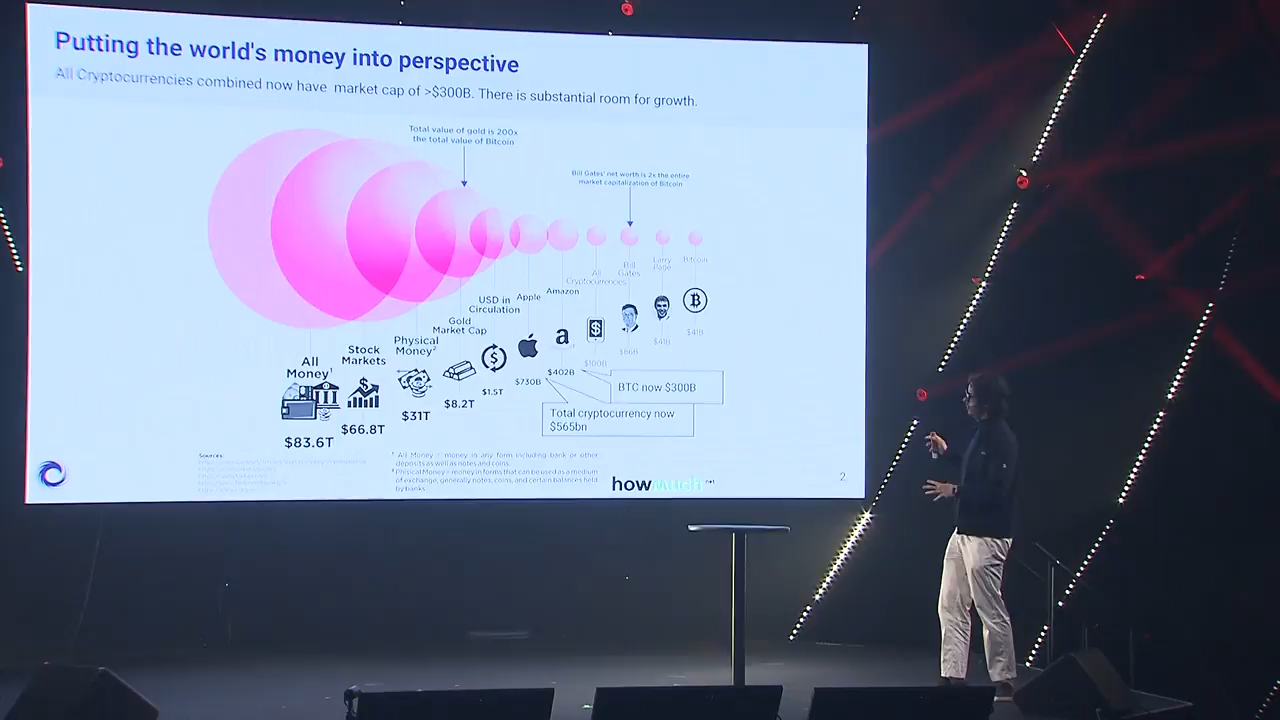 Putting the world's money into perspective
All Cryptocurrencies combined now have market cap of >$300B. There is substantial room for growth.
Total value of gold is 200x
the total value of Bitcoin
Bill Gates' net worth is 2x the entire
market capitalization of Bitcoin
All
Money¹
$83.6T
Stock
Markets
$66.8T
Physical
Money²
$31T
Gold
Market Cap
$8.2T
USD in
Circulation
$1.5T
Apple
$730B
Amazon
$402B
All
Cryptocurrencies
$100B
Bill
Gates
$86B
Larry
Page
$41B
Bitcoin
$41B
BTC now $300B
Total cryptocurrency now
$565bn
Sources:
¹ All Money = money in any form including bank or other
deposits as well as notes and coins.
² Physical Money = money in forms that can be used as a medium
of exchange, generally notes, coins, and certain balances held
by banks.
howmuch.net
2